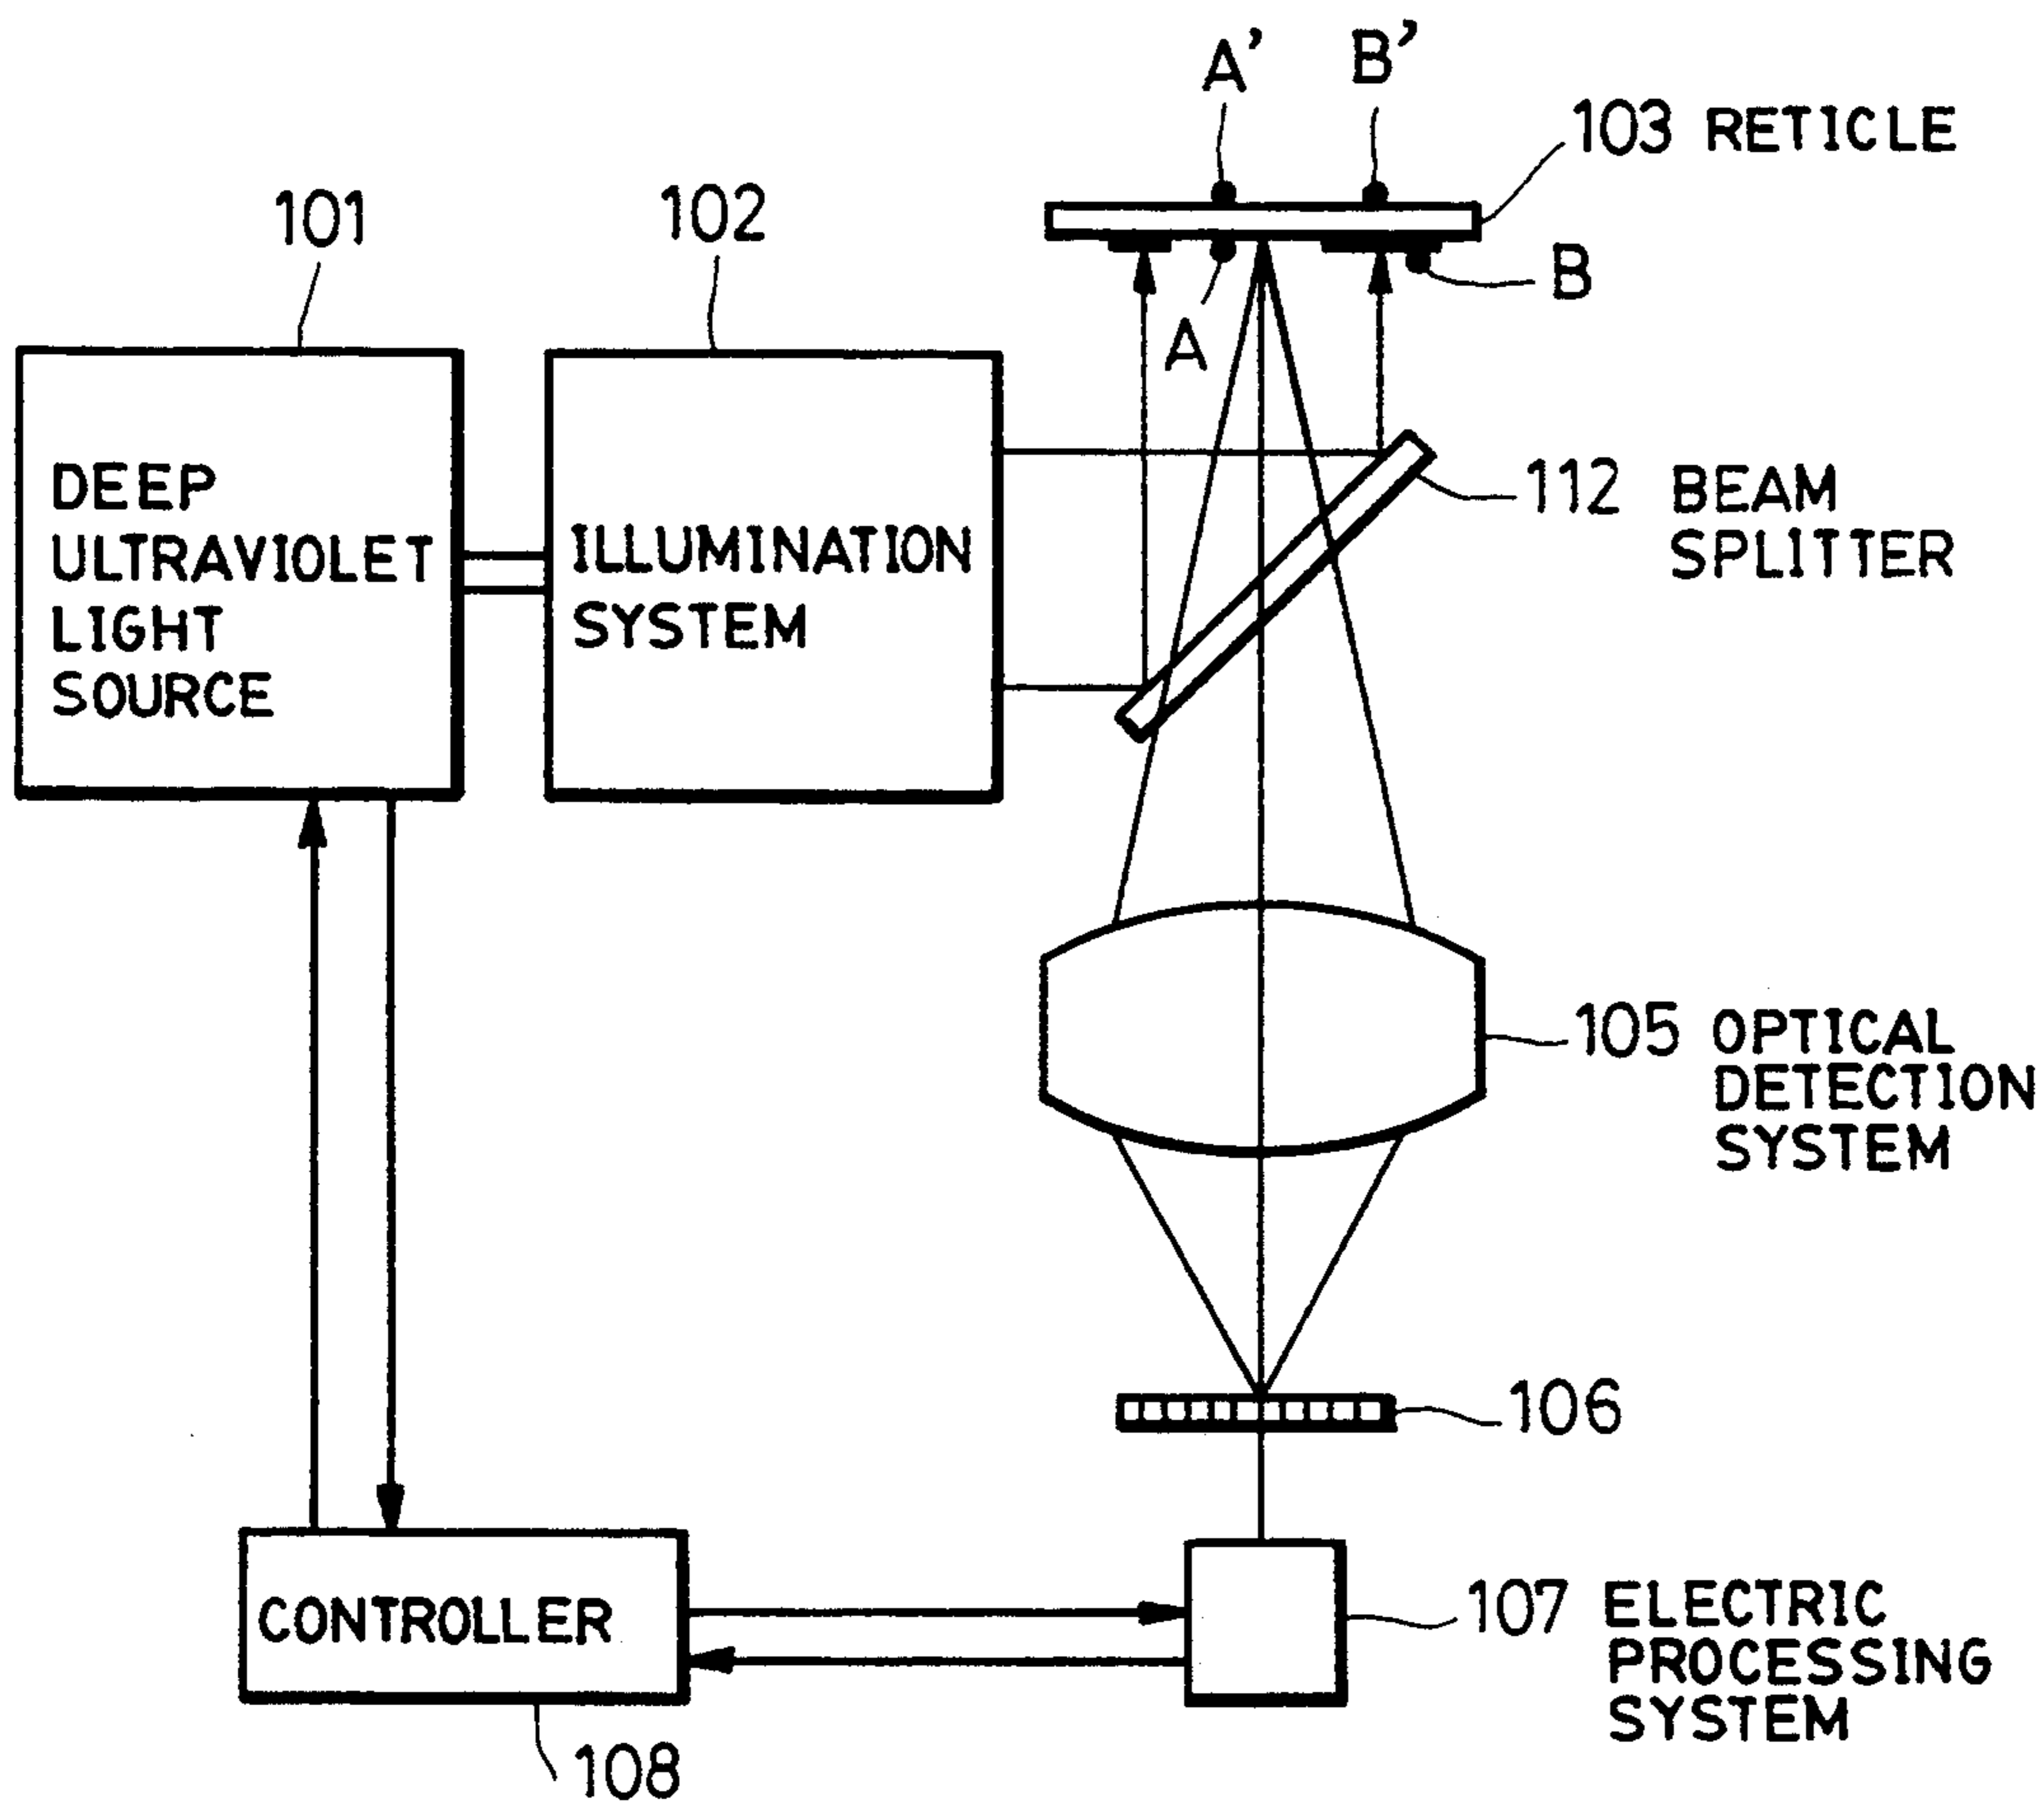 A' B'
103 RETICLE
101
102
A
B
DEEP
ULTRAVIOLET
LIGHT
SOURCE
ILLUMINATION
SYSTEM
112 BEAM
SPLITTER
105 OPTICAL
DETECTION
SYSTEM
106
CONTROLLER
107 ELECTRIC
PROCESSING
SYSTEM
108